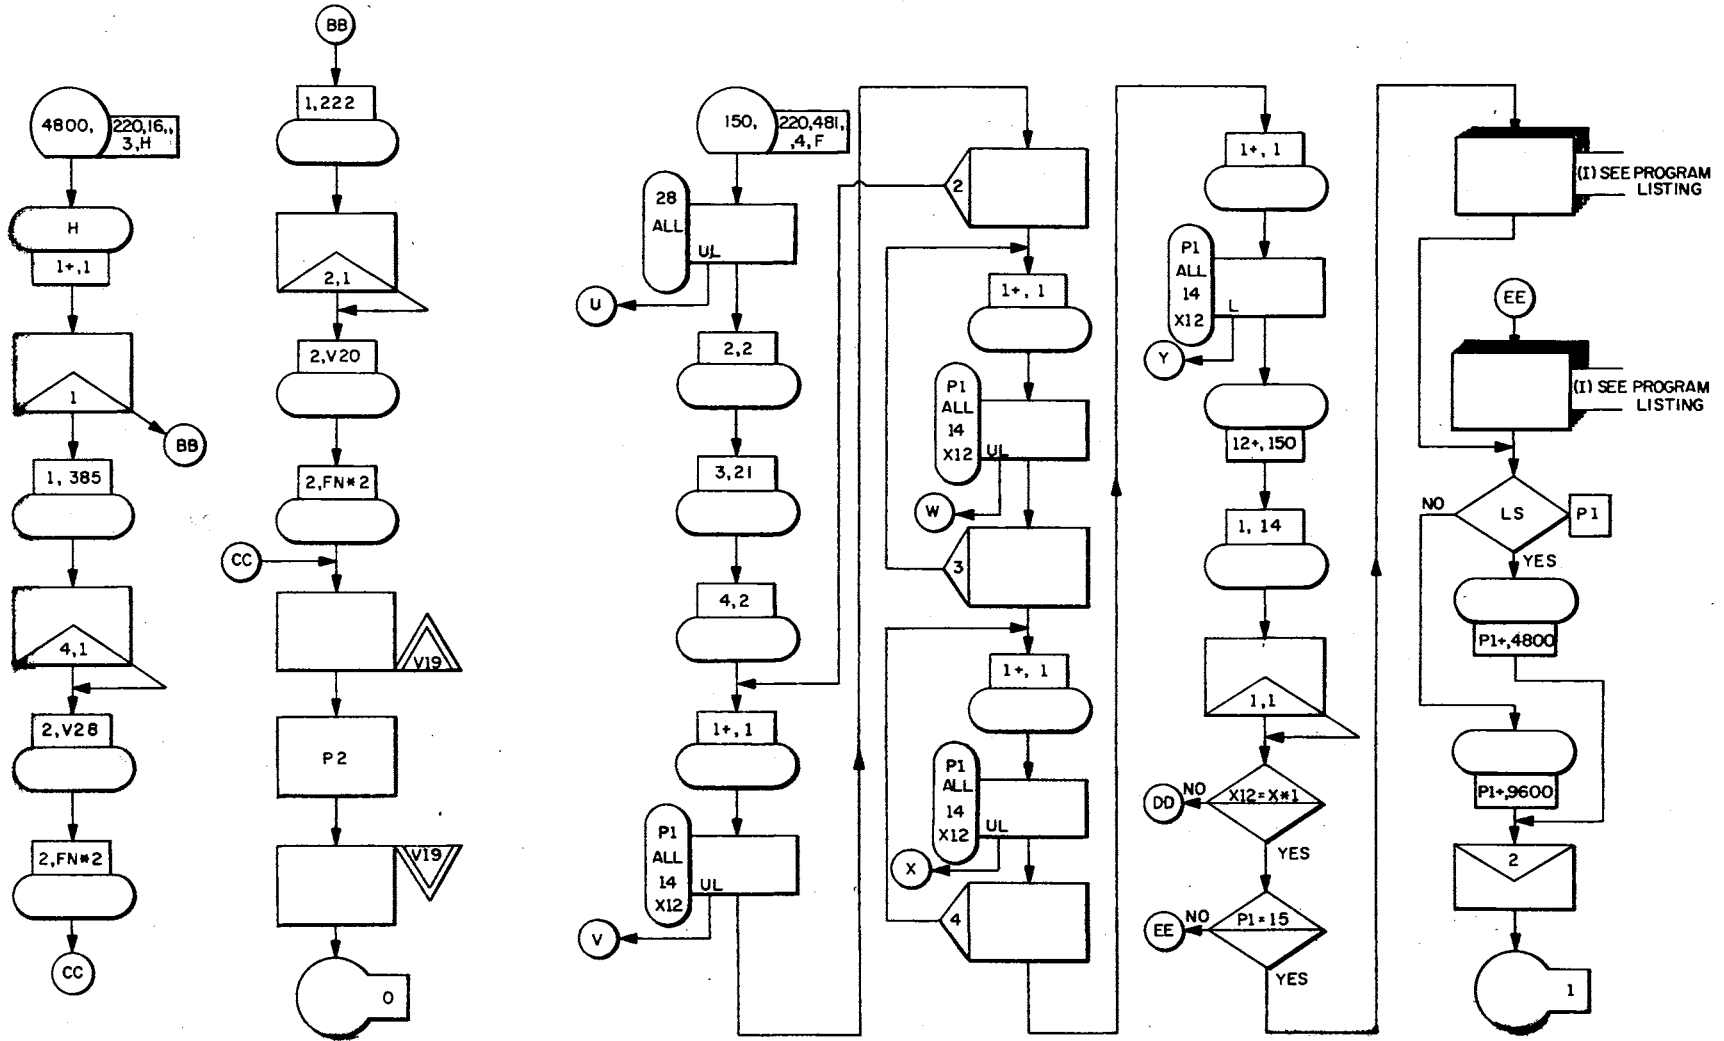 4800,
220,16,,
3,H
H
1+,1
1
BB
1, 385
4,1
2,V28
2,FN*2
CC
BB
1,222
2,1
2,V20
2,FN*2
CC
V19
P2
V19
0
150,
220,481,
,4,F
28
ALL
UL
U
2,2
3,21
4,2
1+,1
P1
ALL
14
X12
UL
V
2
1+, 1
P1
ALL
14
X12
UL
W
3
1+, 1
P1
ALL
14
X12
UL
X
4
1+, 1
P1
ALL
14
X12
L
Y
12+,150
1, 14
1,1
X12=X*1
NO
DD
YES
P1=15
NO
EE
YES
(I) SEE PROGRAM
LISTING
EE
(I) SEE PROGRAM
LISTING
NO
LS
P1
YES
P1+,4800
P1+,9600
2
1